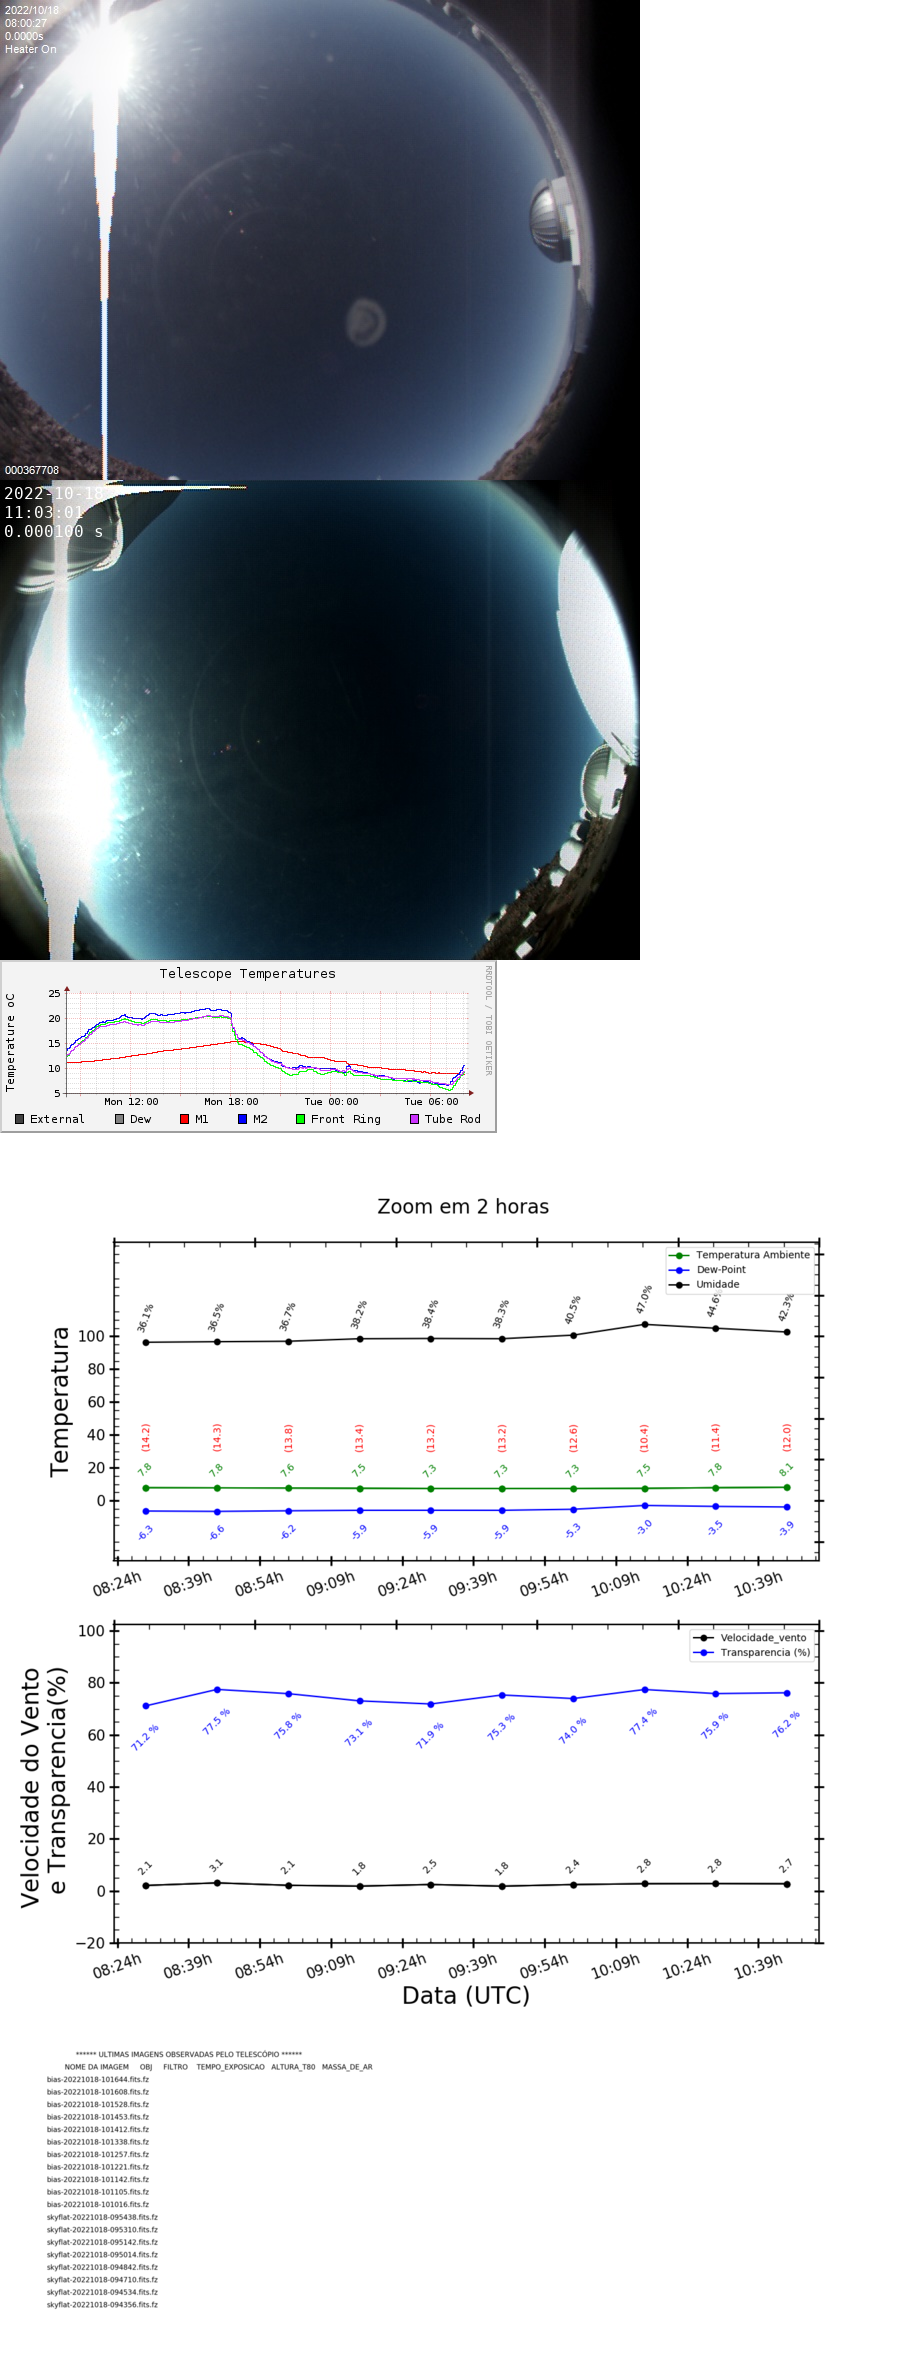 2022/10/18
08:00:27
0.0000s
Heater On
000367708
2022-10-18
11:03:01
0.000100 s
Telescope Temperatures
Temperature oC
RRDTOOL / TOBI OETIKER
25
20
15
10
5
Mon 12:00 Mon 18:00 Tue 00:00 Tue 06:00
External Dew M1 M2 Front Ring Tube Rod
Zoom em 2 horas
Temperatura Ambiente
Dew-Point
Umidade
36.1% 36.5% 36.7% 38.2% 38.4% 38.3% 40.5% 47.0% 44.6% 42.3%
Temperatura
100
80
60
40
20
0
(14.2) (14.3) (13.8) (13.4) (13.2) (13.2) (12.6) (10.4) (11.4) (12.0)
7.8 7.8 7.6 7.5 7.3 7.3 7.3 7.5 7.8 8.1
-6.3 -6.6 -6.2 -5.9 -5.9 -5.9 -5.3 -3.0 -3.5 -3.9
08:24h 08:39h 08:54h 09:09h 09:24h 09:39h 09:54h 10:09h 10:24h 10:39h
Velocidade_vento
Transparencia (%)
Velocidade do Vento
e Transparencia(%)
100
80
60
40
20
0
−20
71.2 % 77.5 % 75.8 % 73.1 % 71.9 % 75.3 % 74.0 % 77.4 % 75.9 % 76.2 %
2.1 3.1 2.1 1.8 2.5 1.8 2.4 2.8 2.8 2.7
08:24h 08:39h 08:54h 09:09h 09:24h 09:39h 09:54h 10:09h 10:24h 10:39h
Data (UTC)
****** ULTIMAS IMAGENS OBSERVADAS PELO TELESCÓPIO ******
NOME DA IMAGEM OBJ FILTRO TEMPO_EXPOSICAO ALTURA_T80 MASSA_DE_AR
bias-20221018-101644.fits.fz
bias-20221018-101608.fits.fz
bias-20221018-101528.fits.fz
bias-20221018-101453.fits.fz
bias-20221018-101412.fits.fz
bias-20221018-101338.fits.fz
bias-20221018-101257.fits.fz
bias-20221018-101221.fits.fz
bias-20221018-101142.fits.fz
bias-20221018-101105.fits.fz
bias-20221018-101016.fits.fz
skyflat-20221018-095438.fits.fz
skyflat-20221018-095310.fits.fz
skyflat-20221018-095142.fits.fz
skyflat-20221018-095014.fits.fz
skyflat-20221018-094842.fits.fz
skyflat-20221018-094710.fits.fz
skyflat-20221018-094534.fits.fz
skyflat-20221018-094356.fits.fz